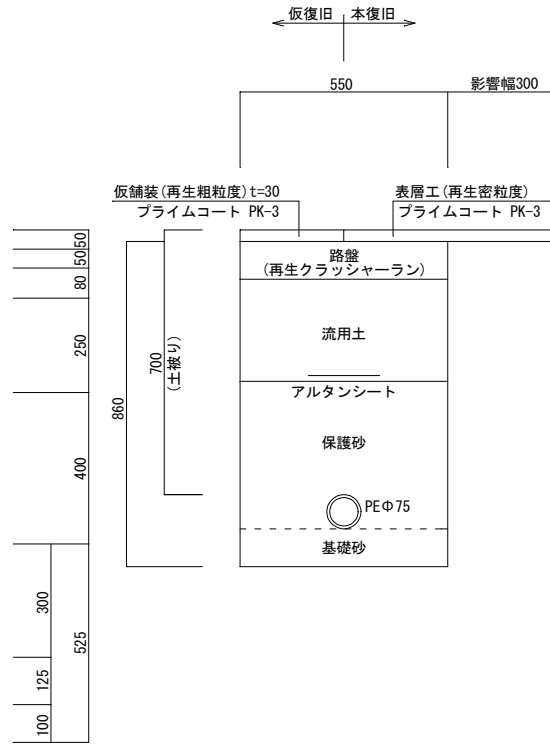 仮復旧 本復旧
550
影響幅300
仮舗装(再生粗粒度)t=30
プライムコート PK-3
表層工(再生密粒度)
プライムコート PK-3
50
50
80
250
400
525
300
125
100
860
700
(土被り)
路盤
(再生クラッシャーラン)
流用土
アルタンシート
保護砂
PEΦ75
基礎砂